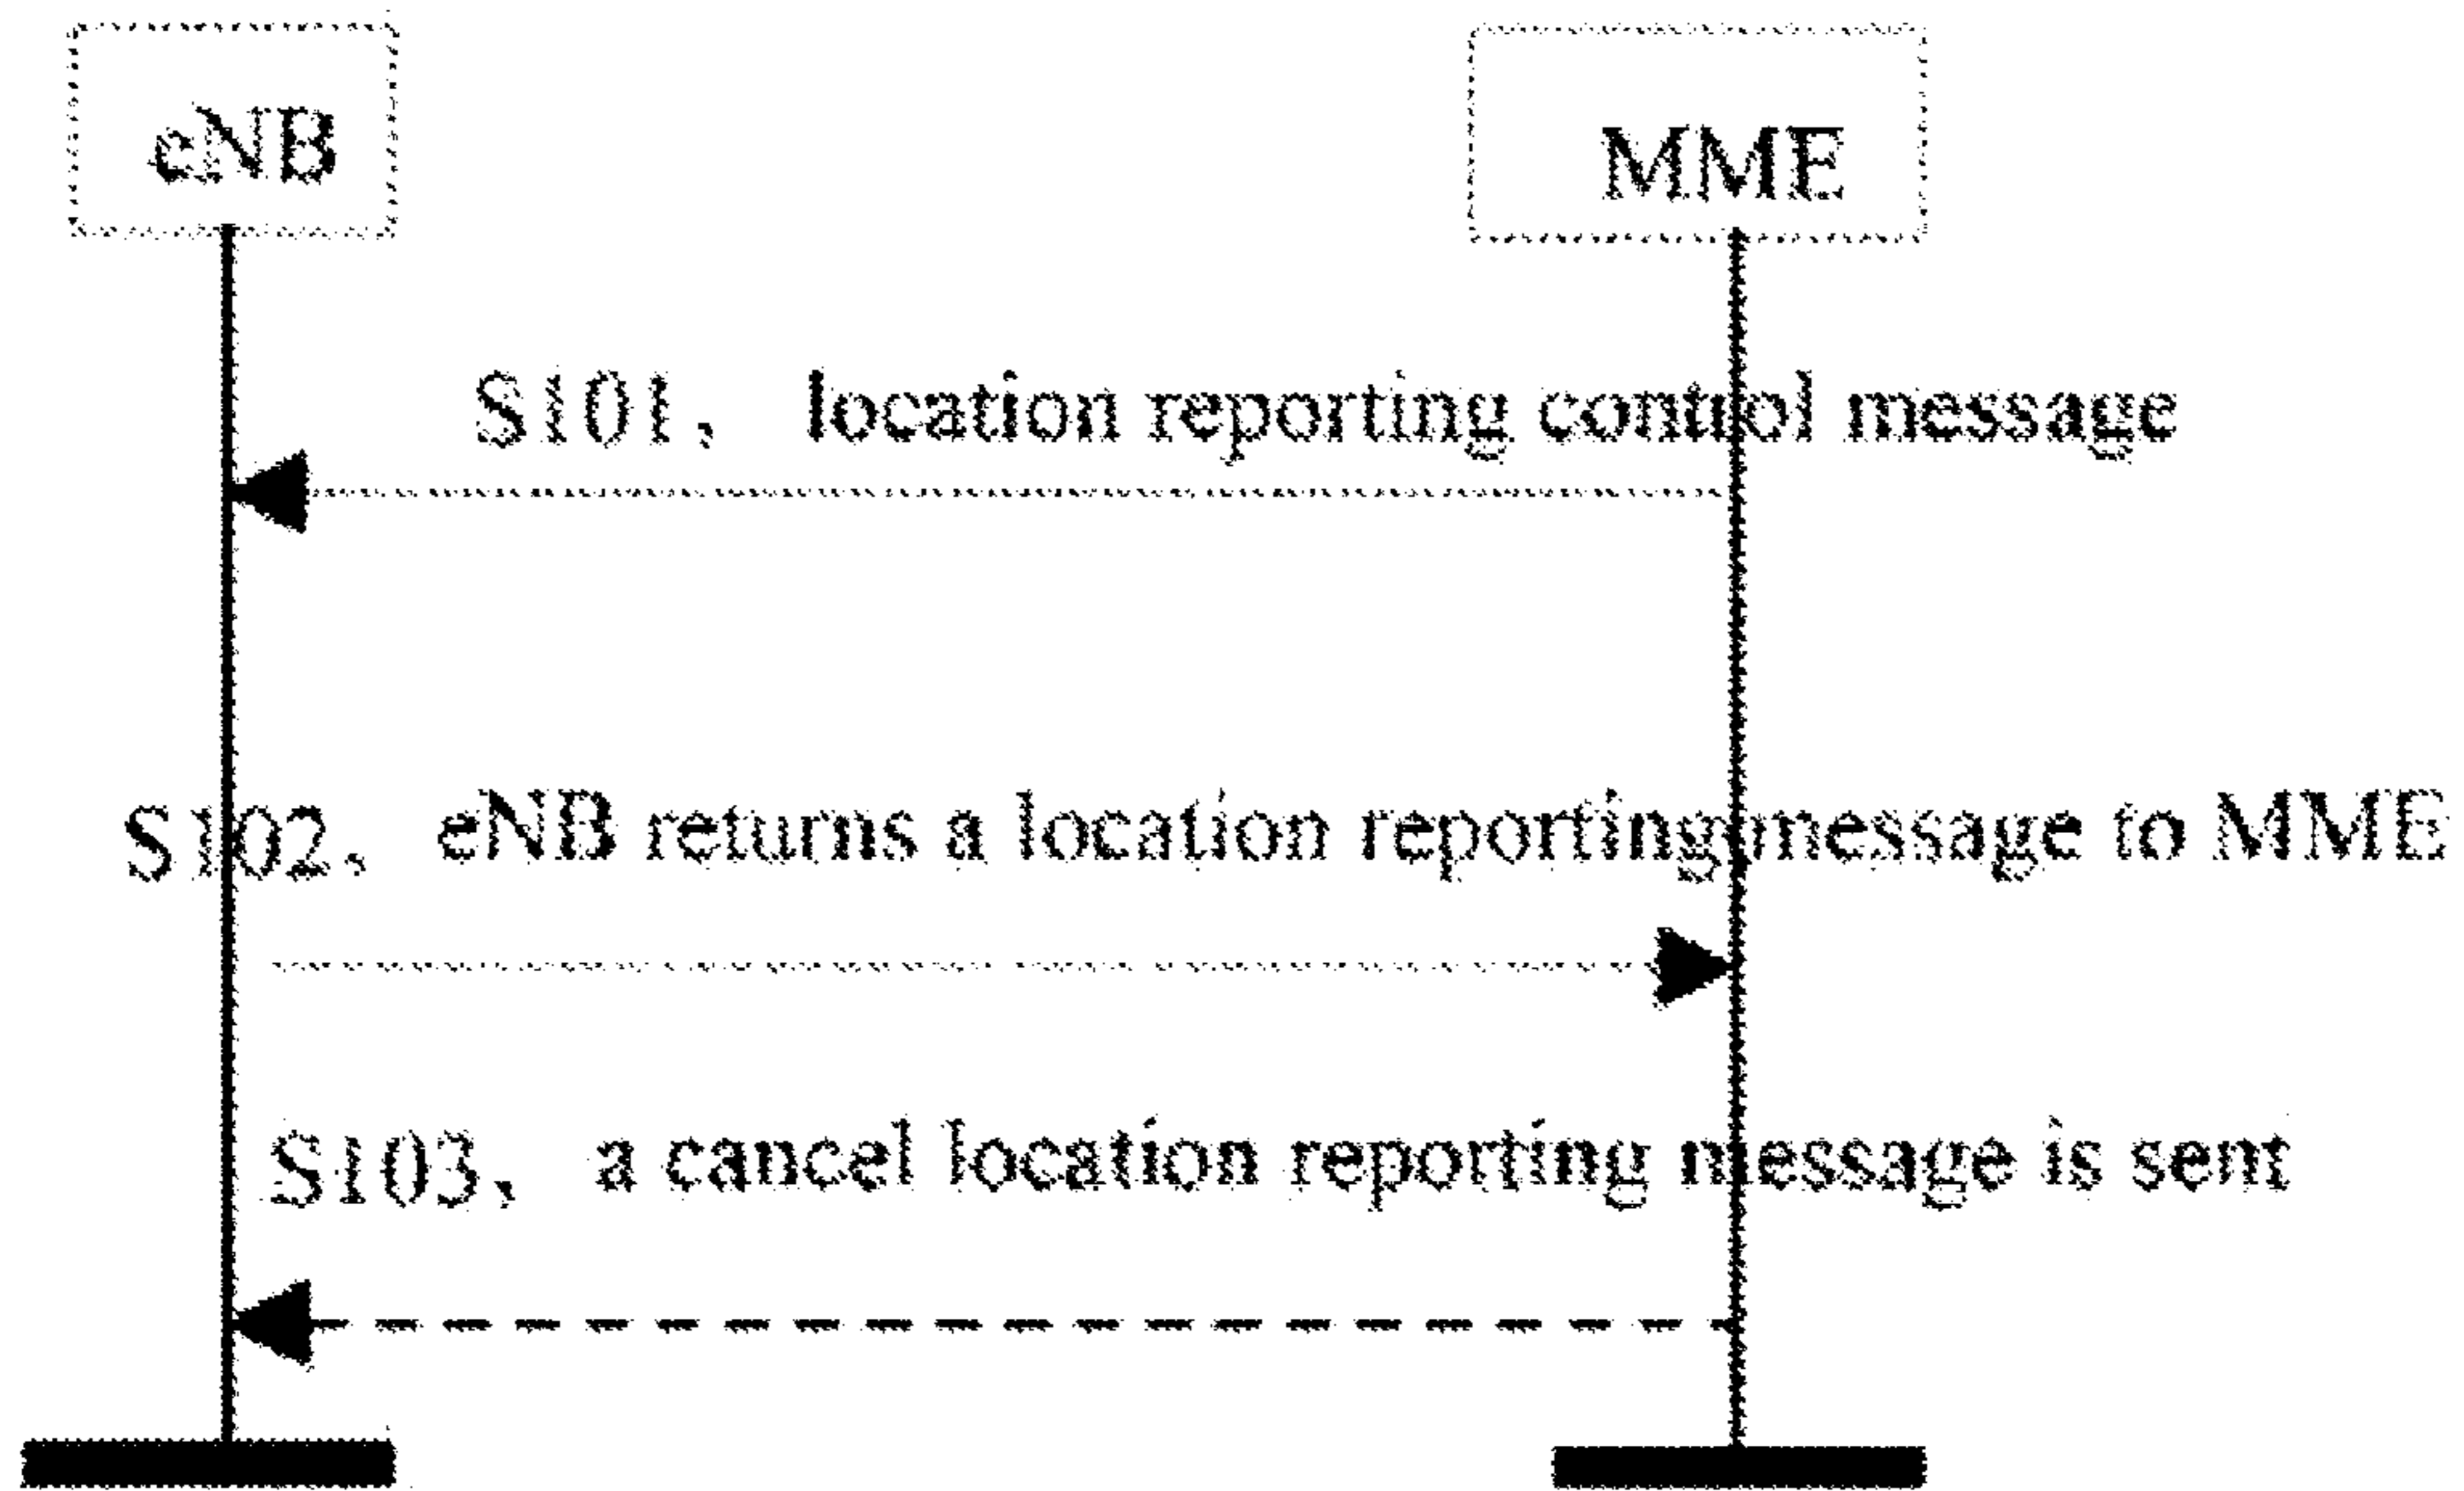 eNB
MME
S101, location reporting control message
S102、 eNB returns a location reporting message to MME
S103、 a cancel location reporting message is sent